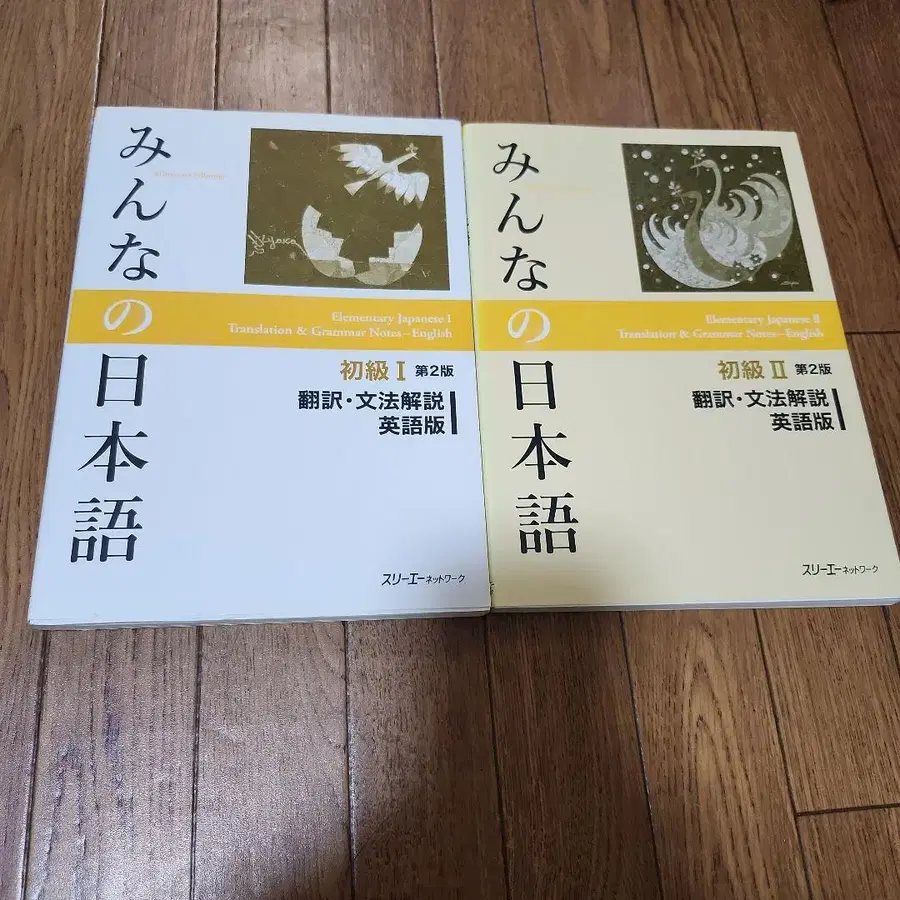 みんなの日本語
Elementary Japanese I
Translation & Grammar Notes–English
初級 I 第2版
翻訳・文法解説
英語版
スリーエーネットワーク
みんなの日本語
Elementary Japanese II
Translation & Grammar Notes–English
初級 II 第2版
翻訳・文法解説
英語版
スリーエーネットワーク